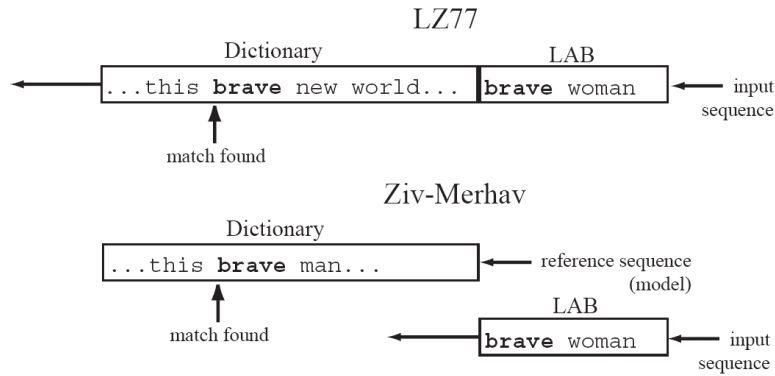 LZ77
Dictionary
LAB
...this brave new world...
brave woman
input
sequence
match found
Ziv-Merhav
Dictionary
...this brave man...
reference sequence
(model)
LAB
match found
brave woman
input
sequence